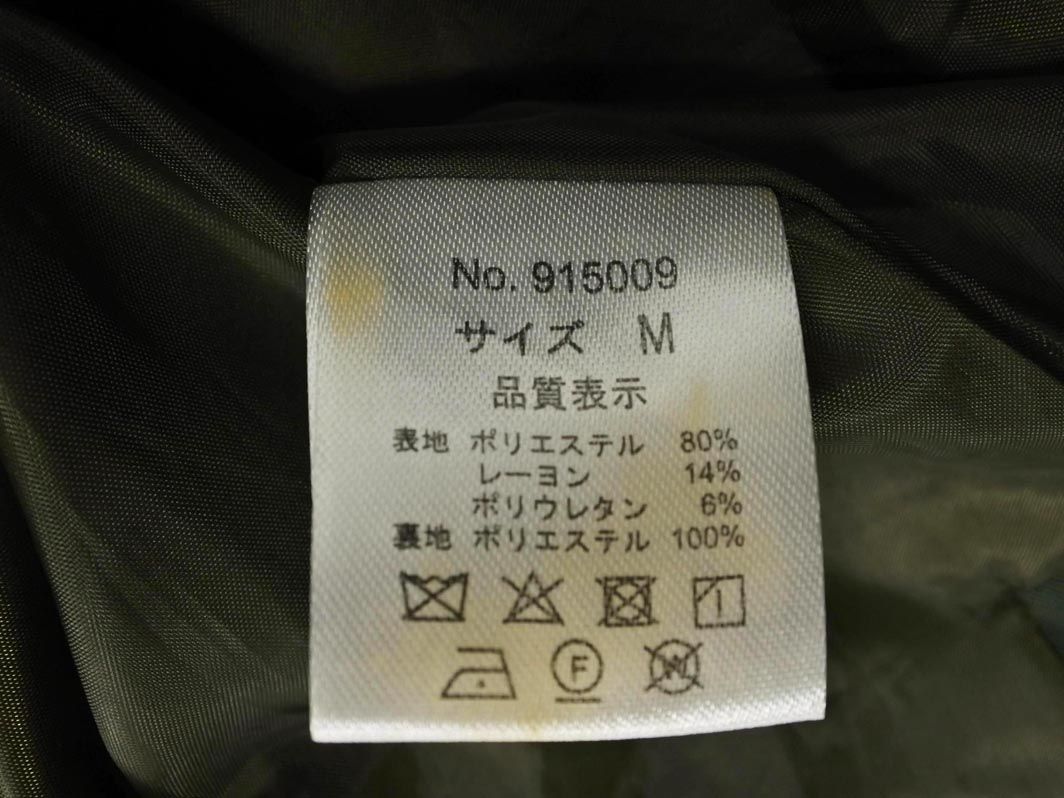 No. 915009
サイズ M
品質表示
表地 ポリエステル 80%
レーヨン 14%
ポリウレタン 6%
裏地 ポリエステル 100%
F W